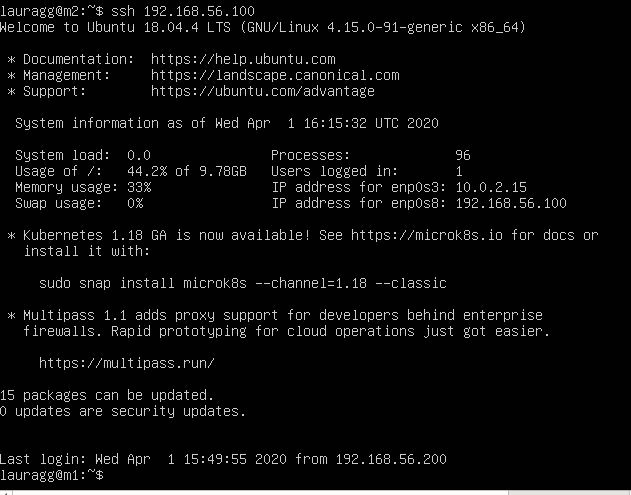 lauragg@m2:~$ ssh 192.168.56.100
Welcome to Ubuntu 18.04.4 LTS (GNU/Linux 4.15.0-91-generic x86_64)

 * Documentation:  https://help.ubuntu.com
 * Management:     https://landscape.canonical.com
 * Support:        https://ubuntu.com/advantage

  System information as of Wed Apr  1 16:15:32 UTC 2020

  System load:  0.0               Processes:             96
  Usage of /:   44.2% of 9.78GB   Users logged in:       1
  Memory usage: 33%               IP address for enp0s3: 10.0.2.15
  Swap usage:   0%                IP address for enp0s8: 192.168.56.100

 * Kubernetes 1.18 GA is now available! See https://microk8s.io for docs or
   install it with:

     sudo snap install microk8s --channel=1.18 --classic

 * Multipass 1.1 adds proxy support for developers behind enterprise
   firewalls. Rapid prototyping for cloud operations just got easier.

     https://multipass.run/

15 packages can be updated.
0 updates are security updates.


Last login: Wed Apr  1 15:49:55 2020 from 192.168.56.200
lauragg@m1:~$